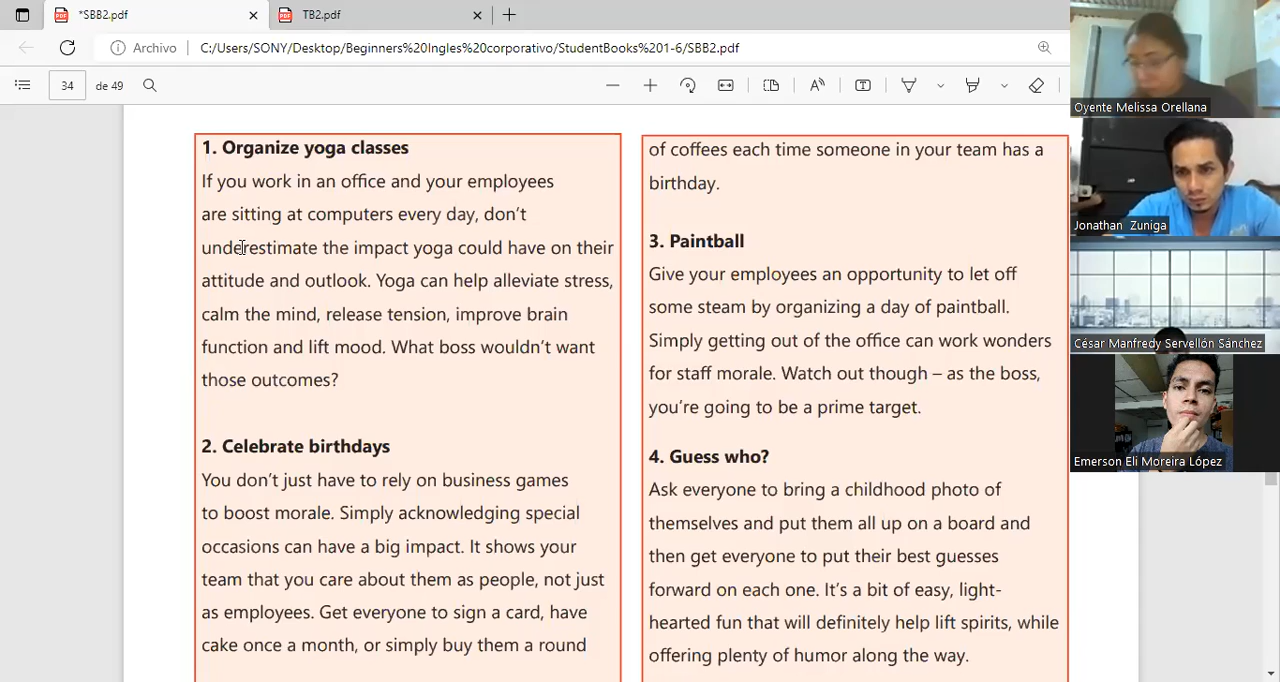 *SBB2.pdf
TB2.pdf
Archivo
C:/Users/SONY/Desktop/Beginners%20Ingles%20corporativo/StudentBooks%201-6/SBB2.pdf
34 de 49
1. Organize yoga classes
If you work in an office and your employees
are sitting at computers every day, don't
underestimate the impact yoga could have on their
attitude and outlook. Yoga can help alleviate stress,
calm the mind, release tension, improve brain
function and lift mood. What boss wouldn't want
those outcomes?
2. Celebrate birthdays
You don't just have to rely on business games
to boost morale. Simply acknowledging special
occasions can have a big impact. It shows your
team that you care about them as people, not just
as employees. Get everyone to sign a card, have
cake once a month, or simply buy them a round
of coffees each time someone in your team has a
birthday.
3. Paintball
Give your employees an opportunity to let off
some steam by organizing a day of paintball.
Simply getting out of the office can work wonders
for staff morale. Watch out though – as the boss,
you're going to be a prime target.
4. Guess who?
Ask everyone to bring a childhood photo of
themselves and put them all up on a board and
then get everyone to put their best guesses
forward on each one. It's a bit of easy, light-
hearted fun that will definitely help lift spirits, while
offering plenty of humor along the way.
Oyente Melissa Orellana
Jonathan Zuniga
César Manfredy Servellón Sánchez
Emerson Eli Moreira López